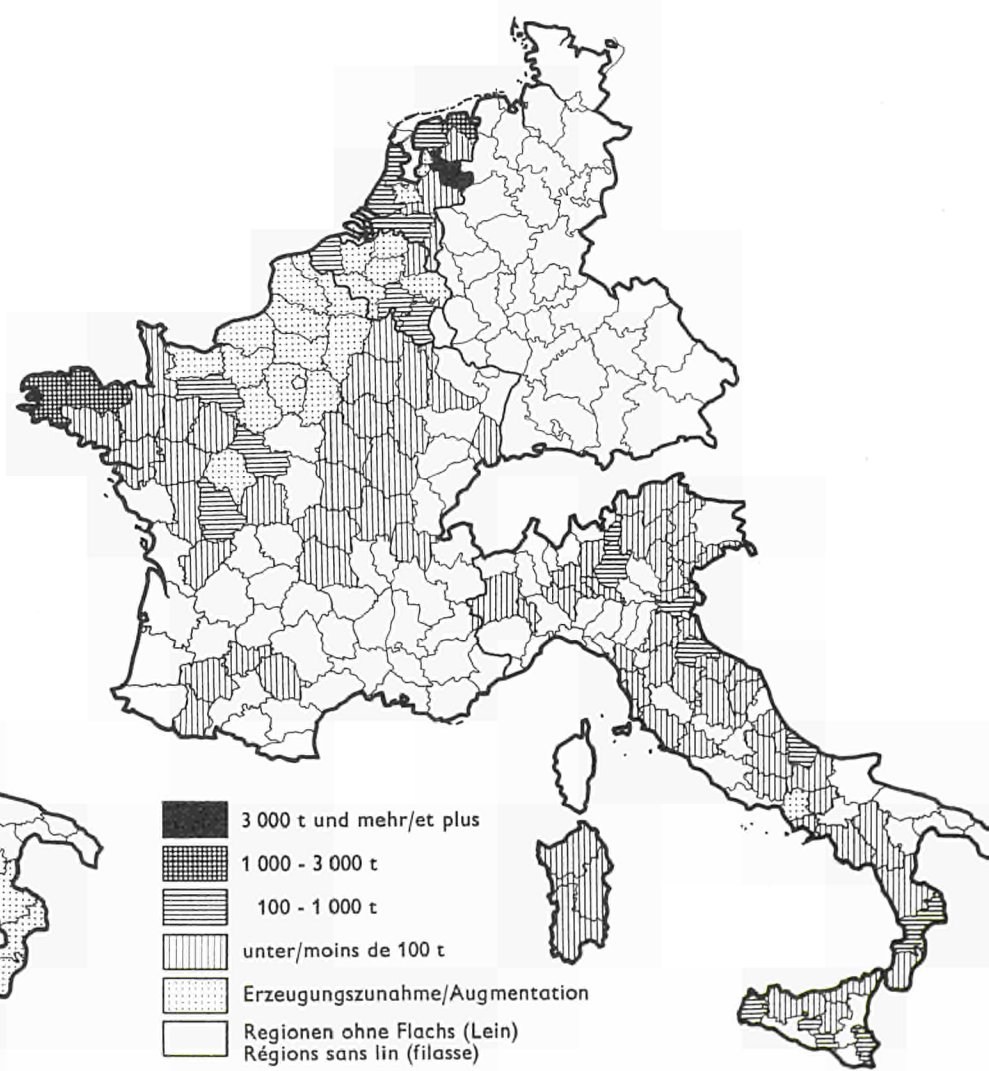 3 000 t und mehr/et plus
1 000 - 3 000 t
100 - 1 000 t
unter/moins de 100 t
Erzeugungszunahme/Augmentation
Regionen ohne Flachs (Lein)
Régions sans lin (filasse)